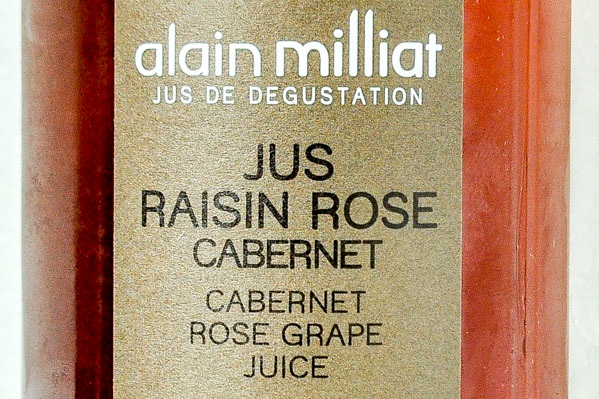 alain milliat
JUS DE DEGUSTATION
JUS
RAISIN ROSE
CABERNET
CABERNET
ROSE GRAPE
JUICE